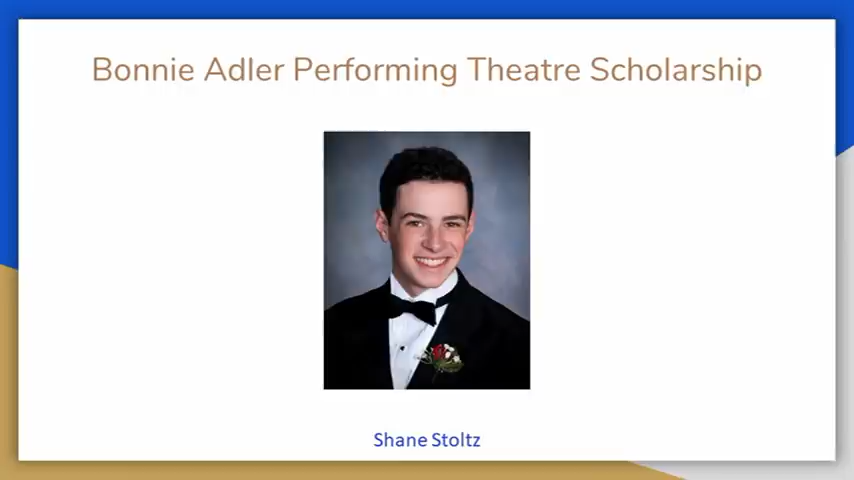 Bonnie Adler Performing Theatre Scholarship
Shane Stoltz